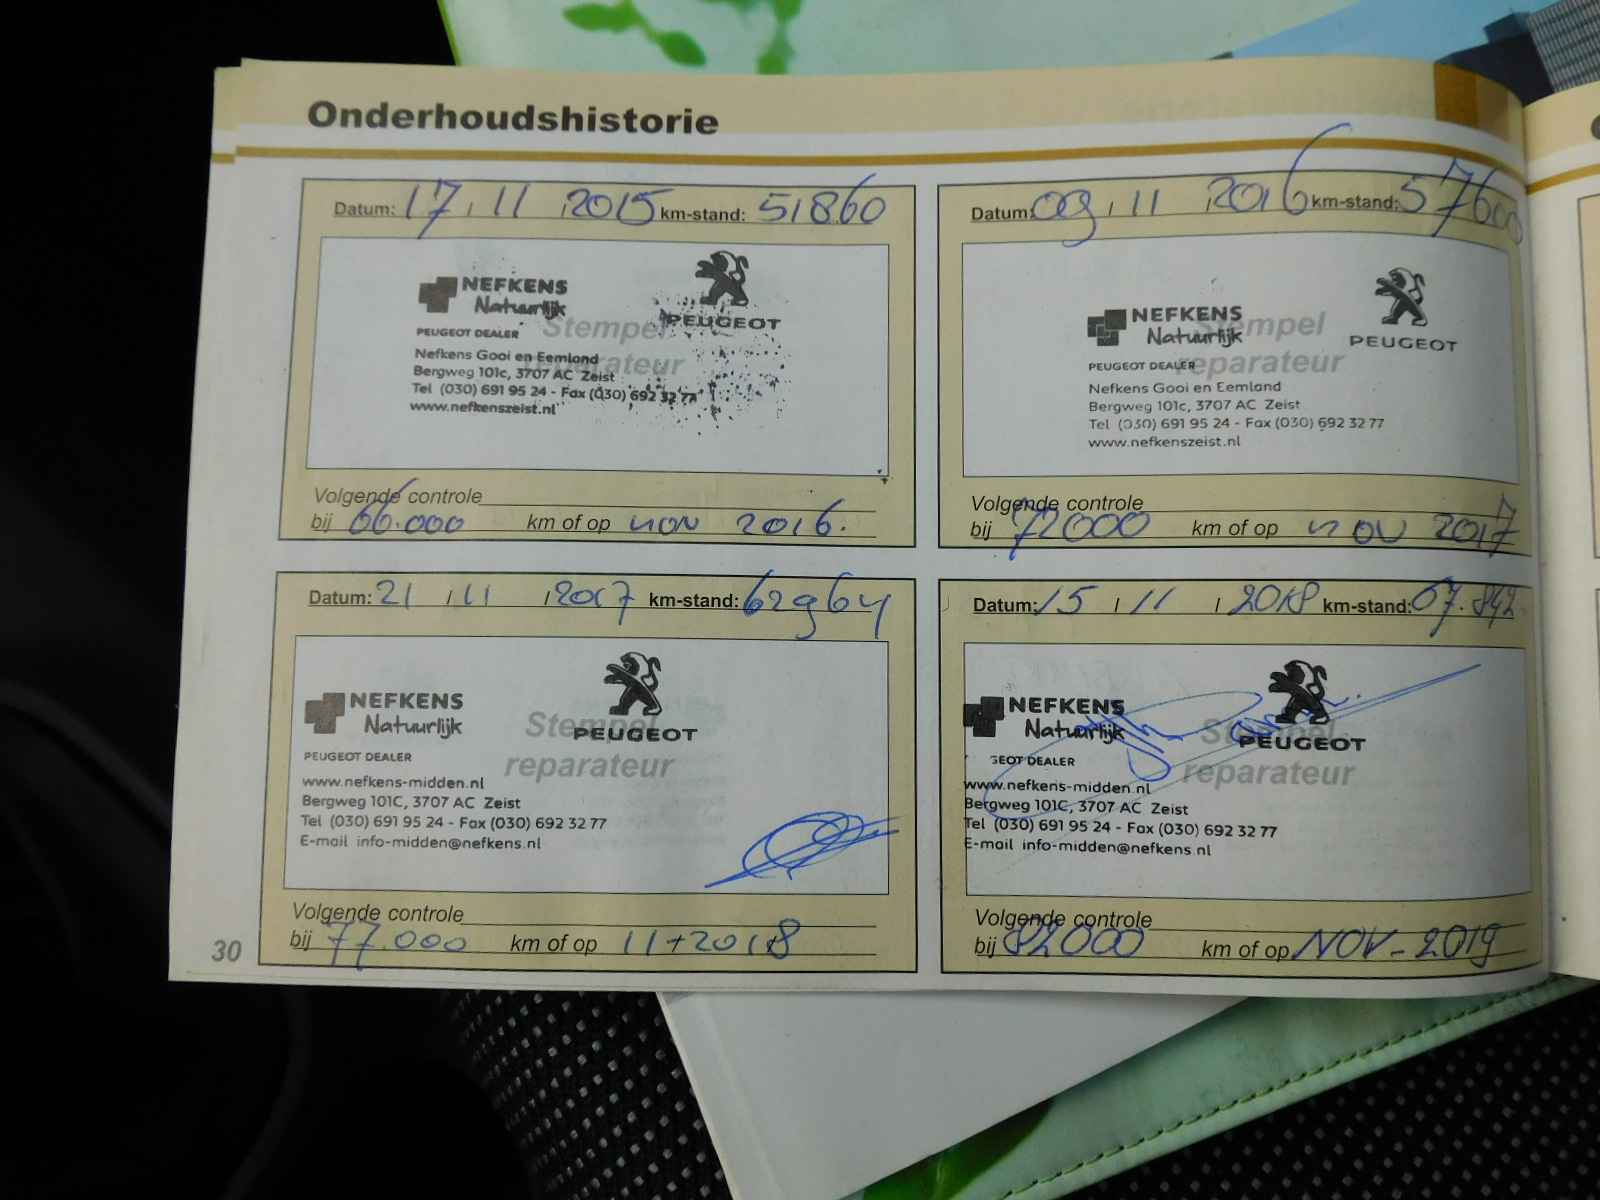 Onderhoudshistorie
Datum: 17 / 11 / 2015 km-stand: 51860
NEFKENS
Natuurlijk
PEUGEOT DEALER
PEUGEOT
Stempel
reparateur
Nefkens Gooi en Eemland
Bergweg 101c, 3707 AC Zeist
Tel (030) 691 95 24 - Fax (030) 692 32 77
www.nefkenszeist.nl
Volgende controle
bij 66.000 km of op nov 2016.
Datum: 09 / 11 / 2016 km-stand: 57600
NEFKENS
Natuurlijk
PEUGEOT DEALER
PEUGEOT
Stempel
reparateur
Nefkens Gooi en Eemland
Bergweg 101c, 3707 AC Zeist
Tel (030) 691 95 24 - Fax (030) 692 32 77
www.nefkenszeist.nl
Volgende controle
bij 72000 km of op nov 2017
Datum: 21 / 11 / 2017 km-stand: 62964
NEFKENS
Natuurlijk
PEUGEOT DEALER
PEUGEOT
Stempel
reparateur
www.nefkens-midden.nl
Bergweg 101C, 3707 AC Zeist
Tel (030) 691 95 24 - Fax (030) 692 32 77
E-mail info-midden@nefkens.nl
Volgende controle
bij 77.000 km of op 11+2018
Datum: 15 / 11 / 2018 km-stand: 67.842
NEFKENS
Natuurlijk
GEOT DEALER
PEUGEOT
Stempel
reparateur
www.nefkens-midden.nl
Bergweg 101C, 3707 AC Zeist
Tel (030) 691 95 24 - Fax (030) 692 32 77
E-mail info-midden@nefkens.nl
Volgende controle
bij 82000 km of op NOV - 2019
30